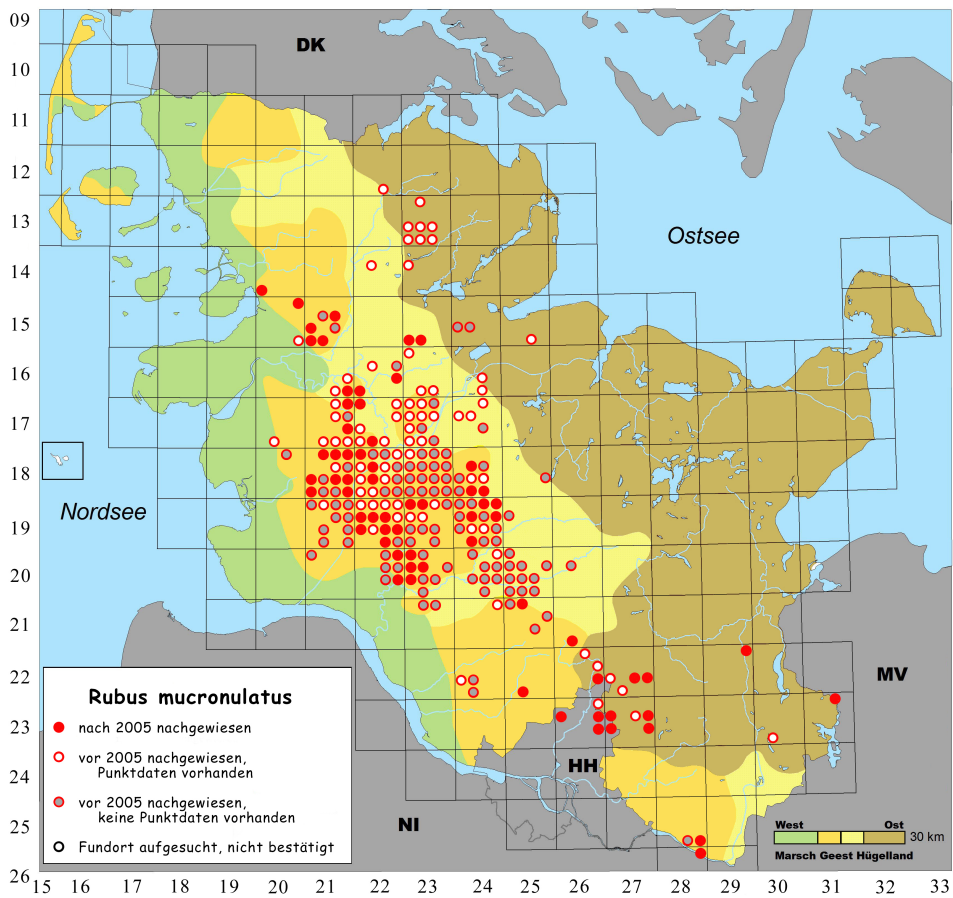 09
10
11
12
13
14
15
16
17
18
19
20
21
22
23
24
25
26
DK
Ostsee
Nordsee
MV
HH
NI
Rubus mucronulatus
nach 2005 nachgewiesen
vor 2005 nachgewiesen,
Punktdaten vorhanden
vor 2005 nachgewiesen,
keine Punktdaten vorhanden
Fundort aufgesucht, nicht bestätigt
West Ost
30 km
Marsch Geest Hügelland
15 16 17 18 19 20 21 22 23 24 25 26 27 28 29 30 31 32 33